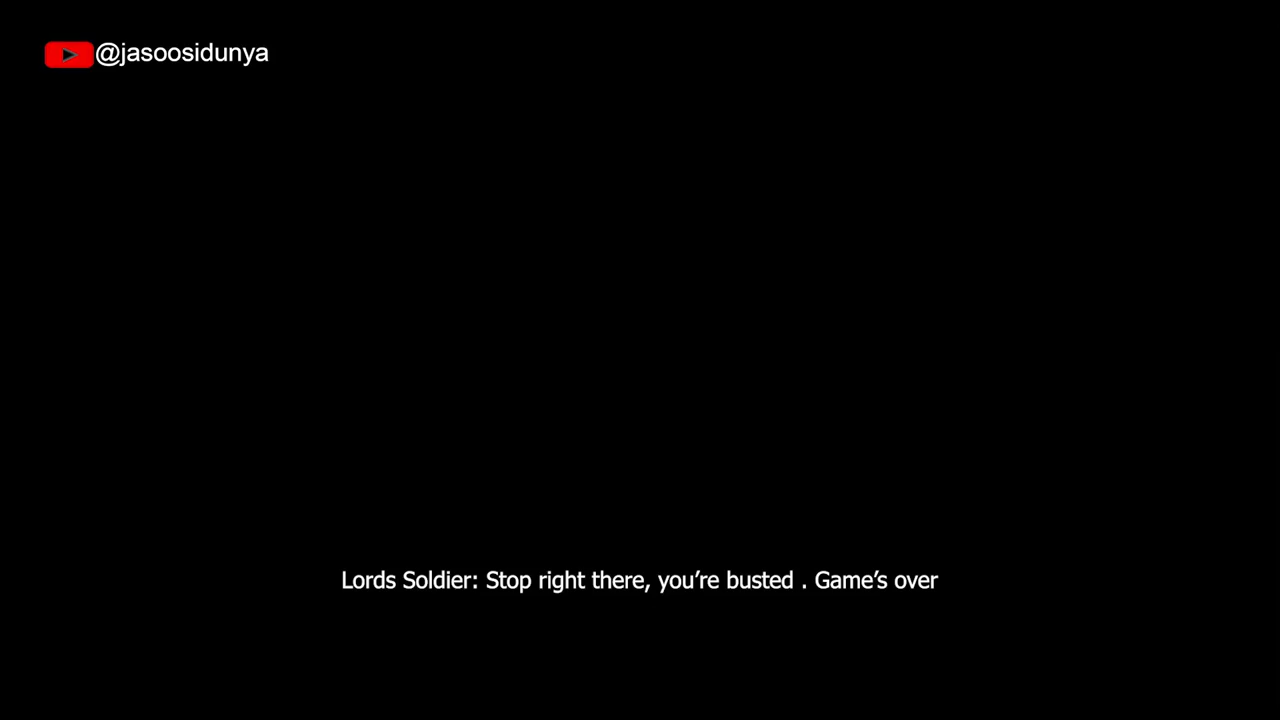 @jasoosidunya
Lords Soldier: Stop right there, you’re busted . Game’s over